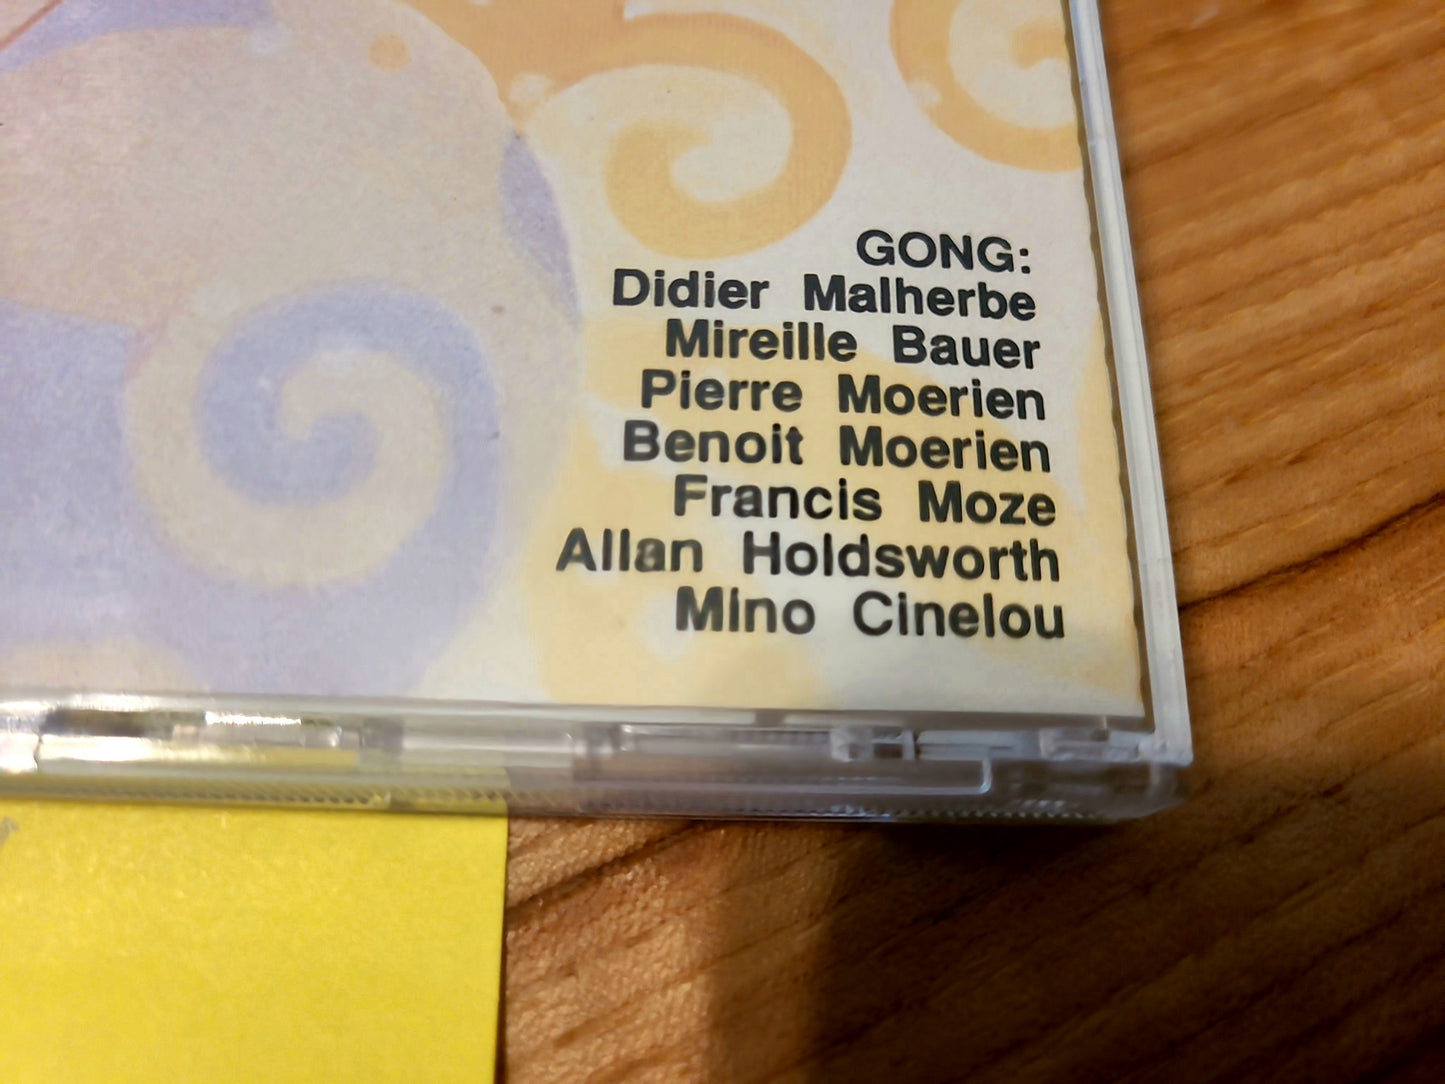 GONG:
Didier Malherbe
Mireille Bauer
Pierre Moerien
Benoit Moerien
Francis Moze
Allan Holdsworth
Mino Cinelou